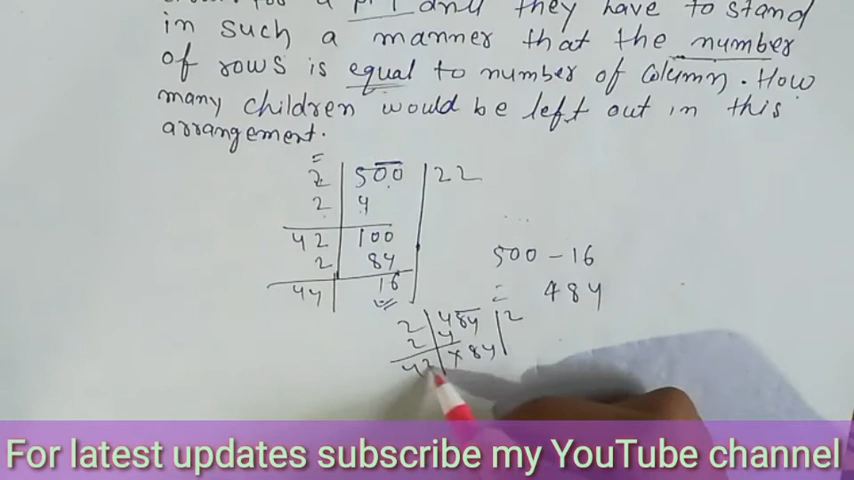 a P.T and they have to stand
in such a manner that the number
of rows is equal to number of column. How
many children would be left out in this
arrangement.
2 | 500 | 22
2 | 4
42 | 100
2 | 84
44 | 16
500 - 16
= 484
2 | 484 | 2
2 | 4
42 | × 84
For latest updates subscribe my YouTube channel